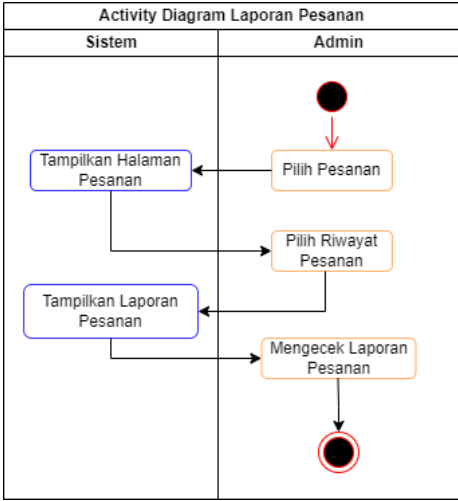 Activity Diagram Laporan Pesanan
Sistem
Admin
Tampilkan Halaman
Pesanan
Pilih Pesanan
Pilih Riwayat
Pesanan
Tampilkan Laporan
Pesanan
Mengecek Laporan
Pesanan